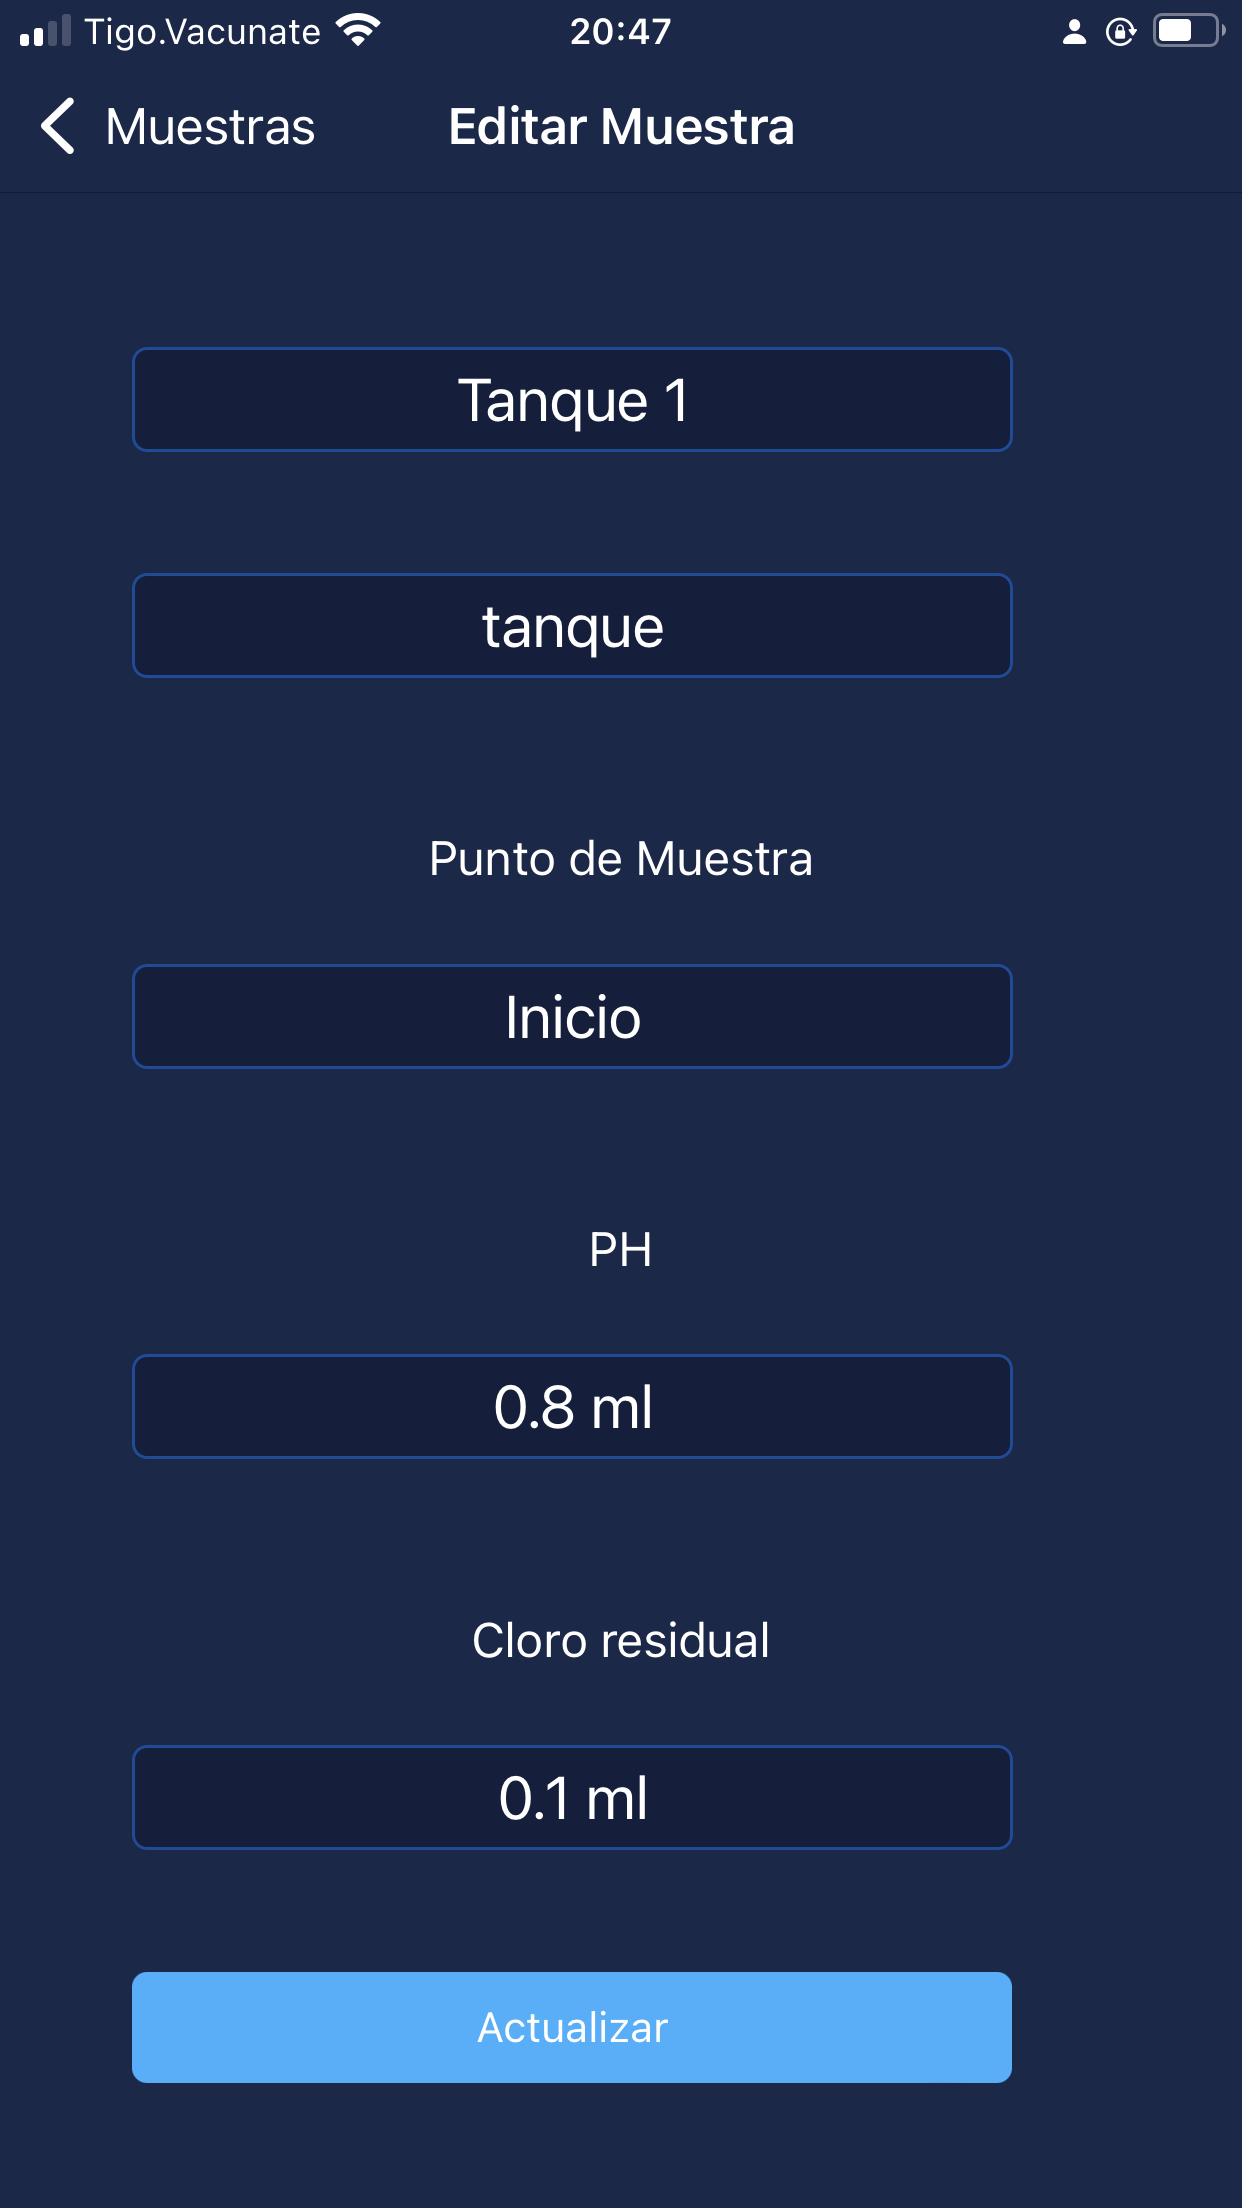 Tigo.Vacunate
20:47
Muestras
Editar Muestra
Tanque 1
tanque
Punto de Muestra
Inicio
PH
0.8 ml
Cloro residual
0.1 ml
Actualizar